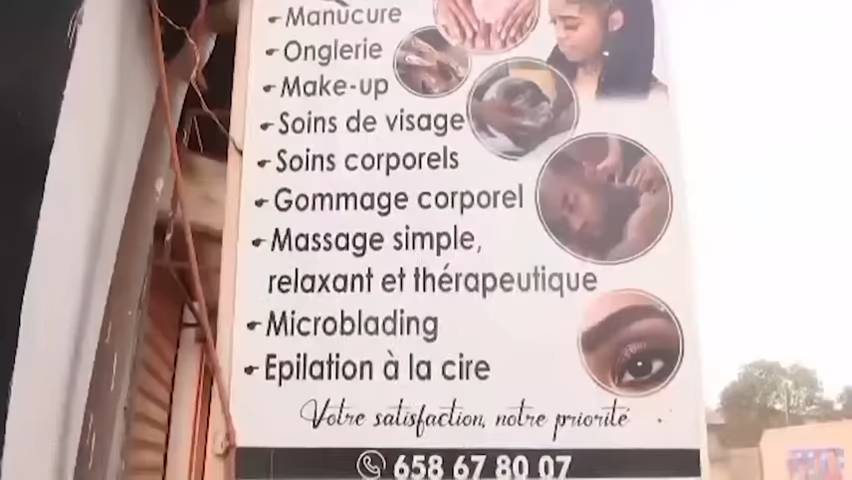 Manucure
Onglerie
Make-up
Soins de visage
Soins corporels
Gommage corporel
Massage simple,
relaxant et thérapeutique
Microblading
Epilation à la cire
Votre satisfaction, notre priorité
658 67 80 07